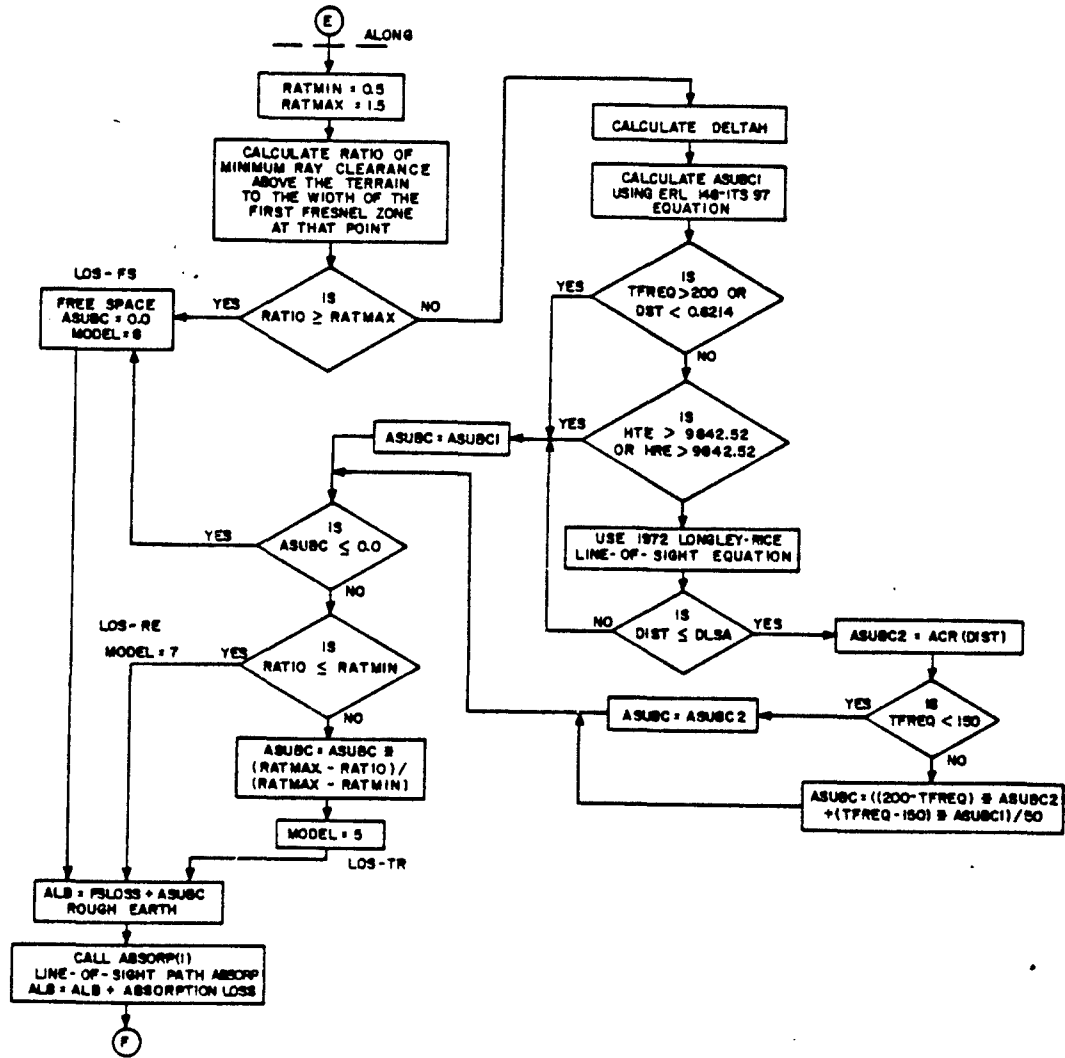 E
ALONG
RATMIN = 0.5
RATMAX = 1.5
CALCULATE RATIO OF
MINIMUM RAY CLEARANCE
ABOVE THE TERRAIN
TO THE WIDTH OF THE
FIRST FRESNEL ZONE
AT THAT POINT
IS
RATIO ≥ RATMAX
YES
NO
LOS-FS
FREE SPACE
ASUBC = 0.0
MODEL = 6
CALCULATE DELTAH
CALCULATE ASUBC1
USING ERL 148-ITS 97
EQUATION
IS
TFREQ > 200 OR
DST < 0.6214
YES
NO
IS
HTE > 9842.52
OR HRE > 9842.52
YES
ASUBC = ASUBC1
USE 1972 LONGLEY-RICE
LINE-OF-SIGHT EQUATION
IS
DIST ≤ DLSA
NO
YES
ASUBC2 = ACR (DIST)
IS
TFREQ < 150
YES
NO
ASUBC = ASUBC2
ASUBC = ((200-TFREQ) * ASUBC2
+(TFREQ-150) * ASUBC1)/50
IS
ASUBC ≤ 0.0
YES
NO
LOS-RE
MODEL = 7
YES
IS
RATIO ≤ RATMIN
NO
ASUBC = ASUBC *
(RATMAX - RATIO) /
(RATMAX - RATMIN)
MODEL = 5
LOS-TR
ALB = FSLOSS + ASUBC
ROUGH EARTH
CALL ABSORP(1)
LINE-OF-SIGHT PATH ABSORP
ALB = ALB + ABSORPTION LOSS
F